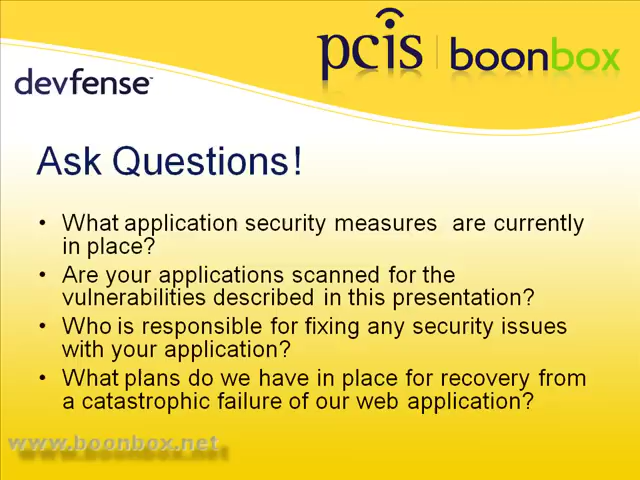 pcis | boonbox
devfense™
Ask Questions!
• What application security measures are currently
in place?
• Are your applications scanned for the
vulnerabilities described in this presentation?
• Who is responsible for fixing any security issues
with your application?
• What plans do we have in place for recovery from
a catastrophic failure of our web application?
www.boonbox.net